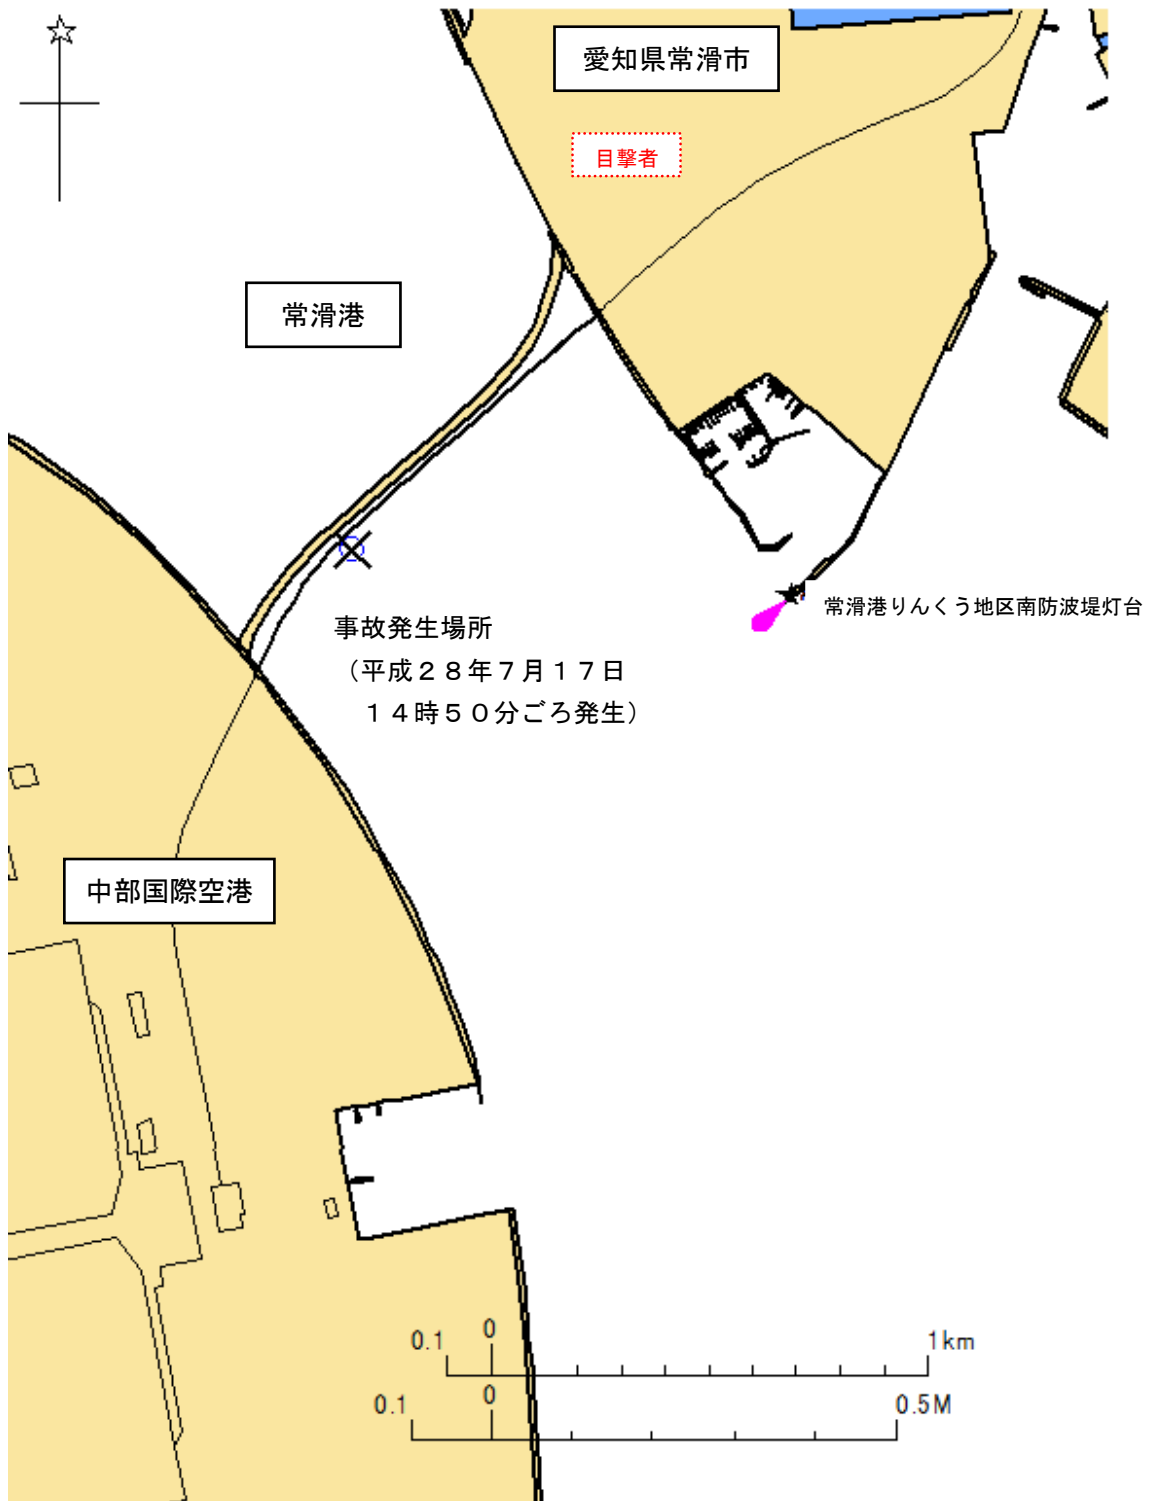 愛知県常滑市
目撃者
常滑港
常滑港りんくう地区南防波堤灯台
事故発生場所
（平成２８年７月１７日
１４時５０分ごろ発生）
中部国際空港
0.1 0 1km
0.1 0 0.5M